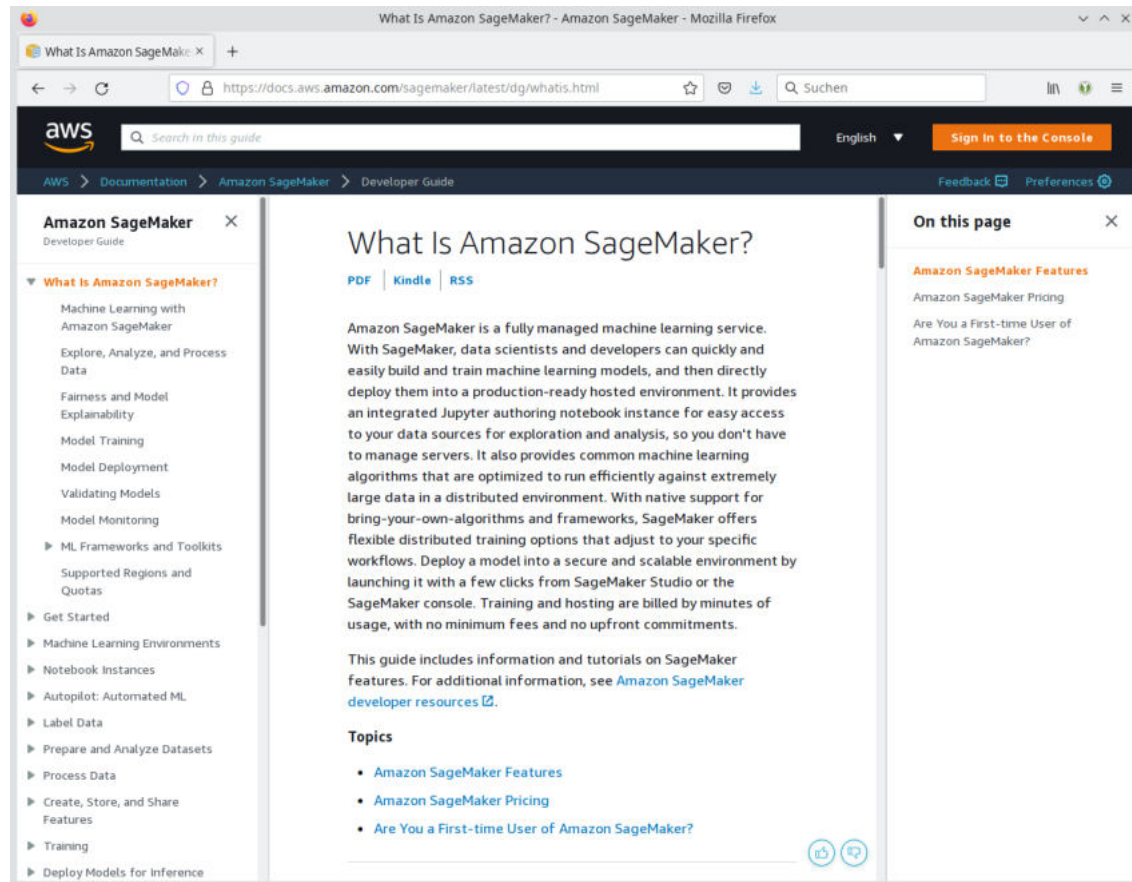 What Is Amazon SageMaker? - Amazon SageMaker - Mozilla Firefox
What Is Amazon SageMake
https://docs.aws.amazon.com/sagemaker/latest/dg/whatis.html
Suchen
aws
Search in this guide
English
Sign In to the Console
AWS > Documentation > Amazon SageMaker > Developer Guide
Feedback
Preferences
Amazon SageMaker
Developer Guide
What Is Amazon SageMaker?
Machine Learning with
Amazon SageMaker
Explore, Analyze, and Process
Data
Fairness and Model
Explainability
Model Training
Model Deployment
Validating Models
Model Monitoring
ML Frameworks and Toolkits
Supported Regions and
Quotas
Get Started
Machine Learning Environments
Notebook Instances
Autopilot: Automated ML
Label Data
Prepare and Analyze Datasets
Process Data
Create, Store, and Share
Features
Training
Deploy Models for Inference
What Is Amazon SageMaker?
PDF | Kindle | RSS
Amazon SageMaker is a fully managed machine learning service.
With SageMaker, data scientists and developers can quickly and
easily build and train machine learning models, and then directly
deploy them into a production-ready hosted environment. It provides
an integrated Jupyter authoring notebook instance for easy access
to your data sources for exploration and analysis, so you don't have
to manage servers. It also provides common machine learning
algorithms that are optimized to run efficiently against extremely
large data in a distributed environment. With native support for
bring-your-own-algorithms and frameworks, SageMaker offers
flexible distributed training options that adjust to your specific
workflows. Deploy a model into a secure and scalable environment by
launching it with a few clicks from SageMaker Studio or the
SageMaker console. Training and hosting are billed by minutes of
usage, with no minimum fees and no upfront commitments.
This guide includes information and tutorials on SageMaker
features. For additional information, see Amazon SageMaker
developer resources.
Topics
• Amazon SageMaker Features
• Amazon SageMaker Pricing
• Are You a First-time User of Amazon SageMaker?
On this page
Amazon SageMaker Features
Amazon SageMaker Pricing
Are You a First-time User of
Amazon SageMaker?